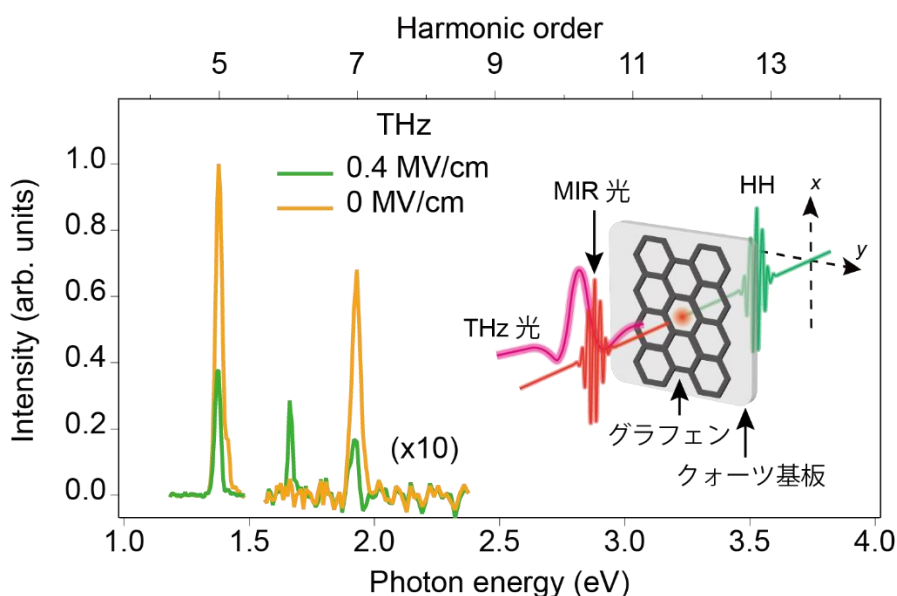 Harmonic order
5 7 9 11 13
THz
0.4 MV/cm
0 MV/cm
MIR 光
HH
x
y
THz 光
(x10)
グラフェン
クォーツ基板
Intensity (arb. units)
1.0
0.8
0.6
0.4
0.2
0.0
1.0 1.5 2.0 2.5 3.0 3.5 4.0
Photon energy (eV)